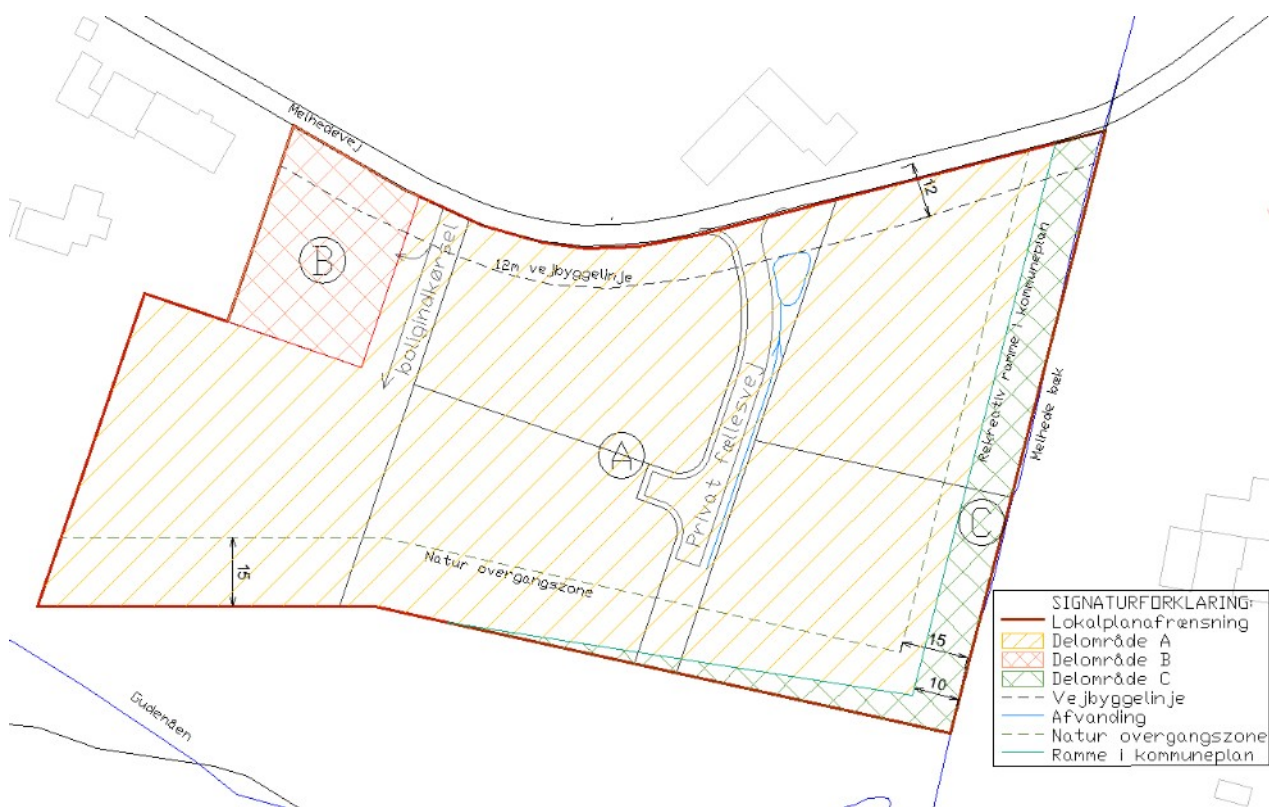 Melhedevej
B
boligindkørsel
12m vejbyggelinje
12
Rekreativ ramme i kommuneplan
Melhede bæk
A
Privat fællesvej
C
Natur overgangszone
15
15
10
Gudenåen
SIGNATURFORKLARING:
Lokalplanafrænsning
Delområde A
Delområde B
Delområde C
Vejbyggelinje
Afvanding
Natur overgangszone
Ramme i kommuneplan